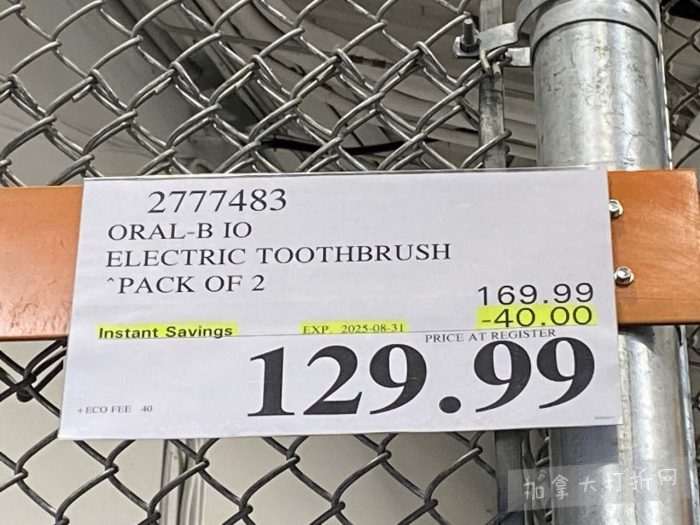 2777483
ORAL-B IO
ELECTRIC TOOTHBRUSH
^PACK OF 2
169.99
-40.00
Instant Savings EXP. 2025-08-31 PRICE AT REGISTER
129.99
+ECO FEE 40
加拿大打折网